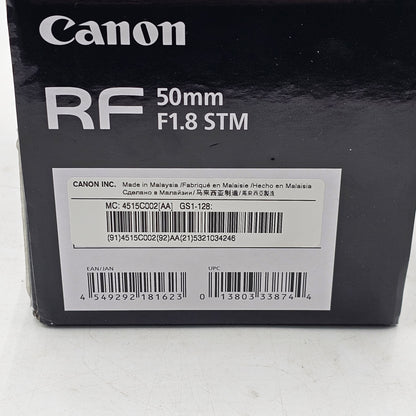 Canon
RF 50mm
F1.8 STM
CANON INC. Made in Malaysia /Fabriqué en Malaisie /Hecho en Malaisia
Сделано в Малайзии/马来西亚制造/馬來西亞製造
MC: 4515C002(AA) GS1-128:
(91)4515C002(92)AA(21)5321034246
EAN/JAN UPC
4 549292 181623 0 13803 33874 4